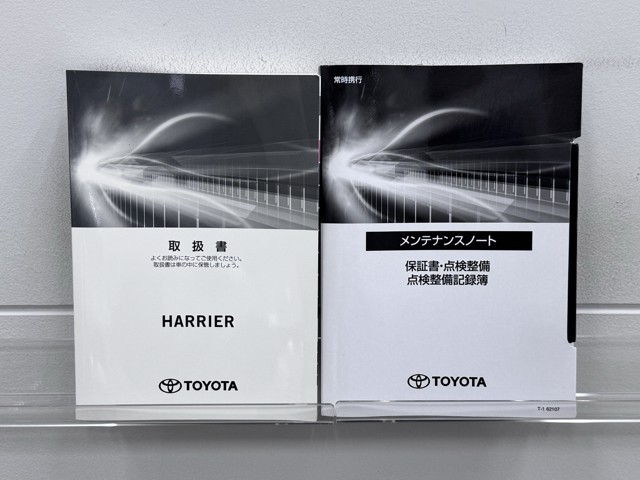 取扱書
よくお読みになってご使用ください。
取扱書は車の中に保管しましょう。
HARRIER
TOYOTA
常時携行
メンテナンスノート
保証書・点検整備
点検整備記録簿
TOYOTA